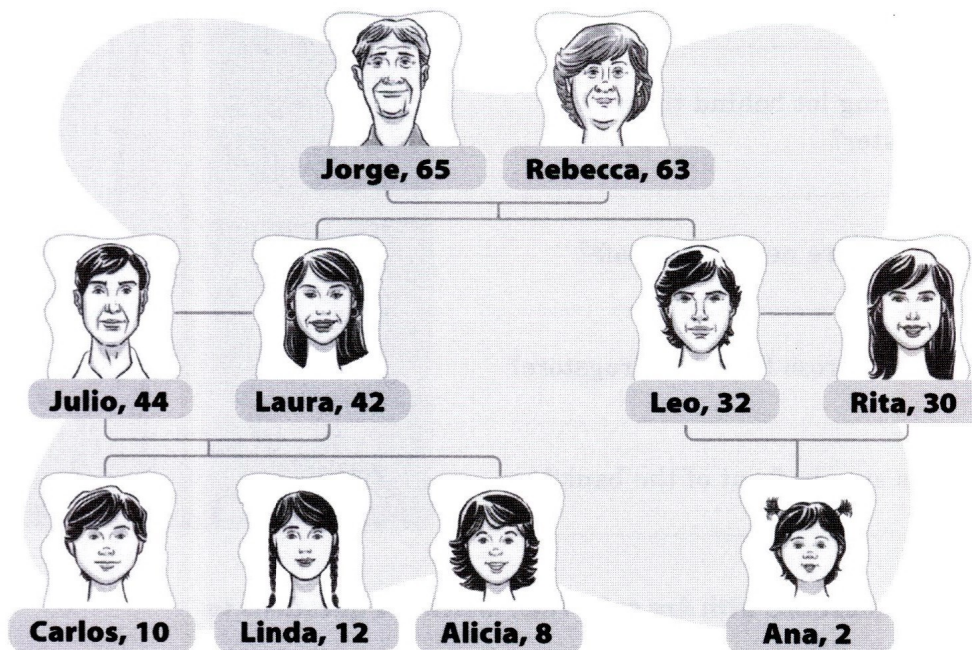 Jorge, 65
Rebecca, 63
Julio, 44
Laura, 42
Leo, 32
Rita, 30
Carlos, 10
Linda, 12
Alicia, 8
Ana, 2